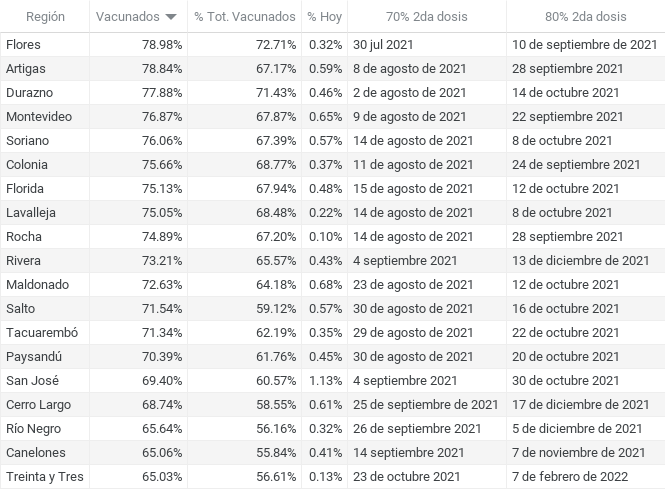 Región Vacunados % Tot. Vacunados % Hoy 70% 2da dosis 80% 2da dosis
Flores 78.98% 72.71% 0.32% 30 jul 2021 10 de septiembre de 2021
Artigas 78.84% 67.17% 0.59% 8 de agosto de 2021 28 septiembre 2021
Durazno 77.88% 71.43% 0.46% 2 de agosto de 2021 14 de octubre 2021
Montevideo 76.87% 67.87% 0.65% 9 de agosto de 2021 22 septiembre 2021
Soriano 76.06% 67.39% 0.57% 14 de agosto de 2021 8 de octubre 2021
Colonia 75.66% 68.77% 0.37% 11 de agosto de 2021 24 de septiembre 2021
Florida 75.13% 67.94% 0.48% 15 de agosto de 2021 12 de octubre 2021
Lavalleja 75.05% 68.48% 0.22% 14 de agosto de 2021 8 de octubre 2021
Rocha 74.89% 67.20% 0.10% 14 de agosto de 2021 28 septiembre 2021
Rivera 73.21% 65.57% 0.43% 4 septiembre 2021 13 de diciembre de 2021
Maldonado 72.63% 64.18% 0.68% 23 de agosto de 2021 12 de octubre 2021
Salto 71.54% 59.12% 0.57% 30 de agosto de 2021 16 de octubre 2021
Tacuarembó 71.34% 62.19% 0.35% 29 de agosto de 2021 22 de octubre 2021
Paysandú 70.39% 61.76% 0.45% 30 de agosto de 2021 20 de octubre 2021
San José 69.40% 60.57% 1.13% 4 septiembre 2021 30 de octubre 2021
Cerro Largo 68.74% 58.55% 0.61% 25 de septiembre de 2021 17 de diciembre de 2021
Río Negro 65.64% 56.16% 0.32% 26 de septiembre 2021 5 de diciembre de 2021
Canelones 65.06% 55.84% 0.41% 14 septiembre 2021 7 de noviembre de 2021
Treinta y Tres 65.03% 56.61% 0.13% 23 de octubre 2021 7 de febrero de 2022